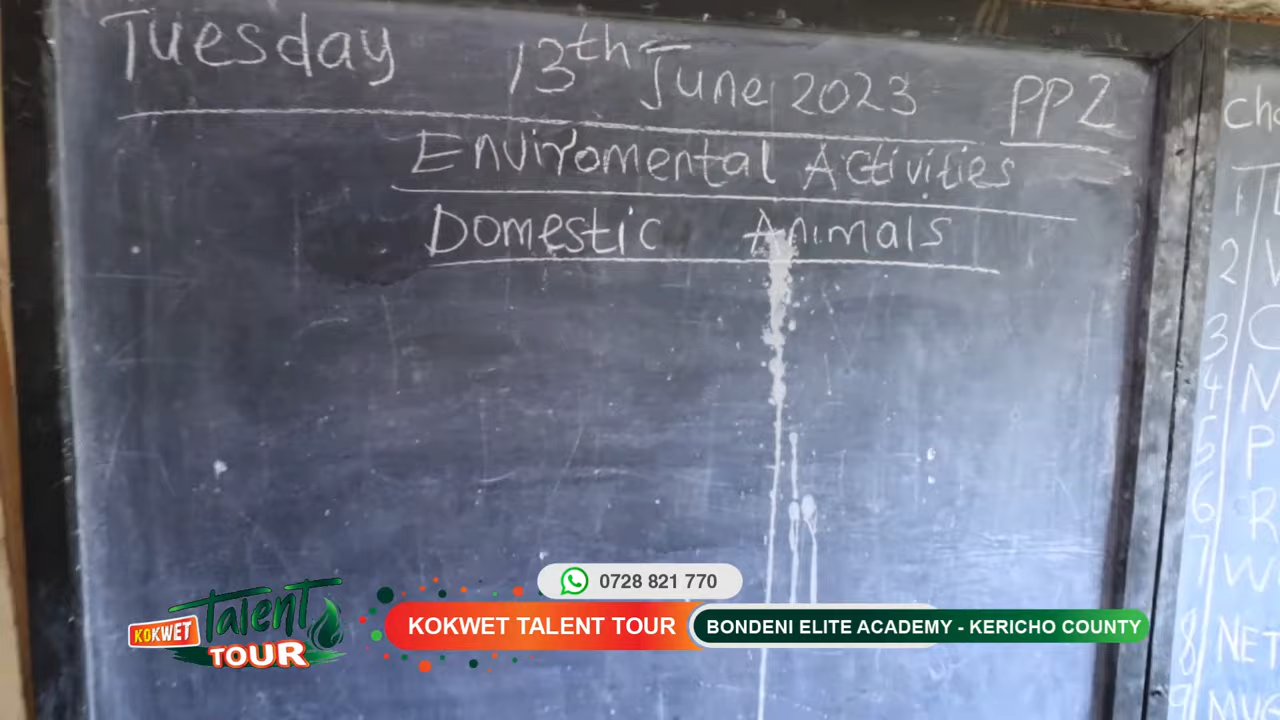 Tuesday 13th June 2023 PP2
Enviromental Activities
Domestic Animals
1
2
3
4
5
6
7
8 NET
9
0728 821 770
KOKWET Talent TOUR
KOKWET TALENT TOUR
BONDENI ELITE ACADEMY - KERICHO COUNTY